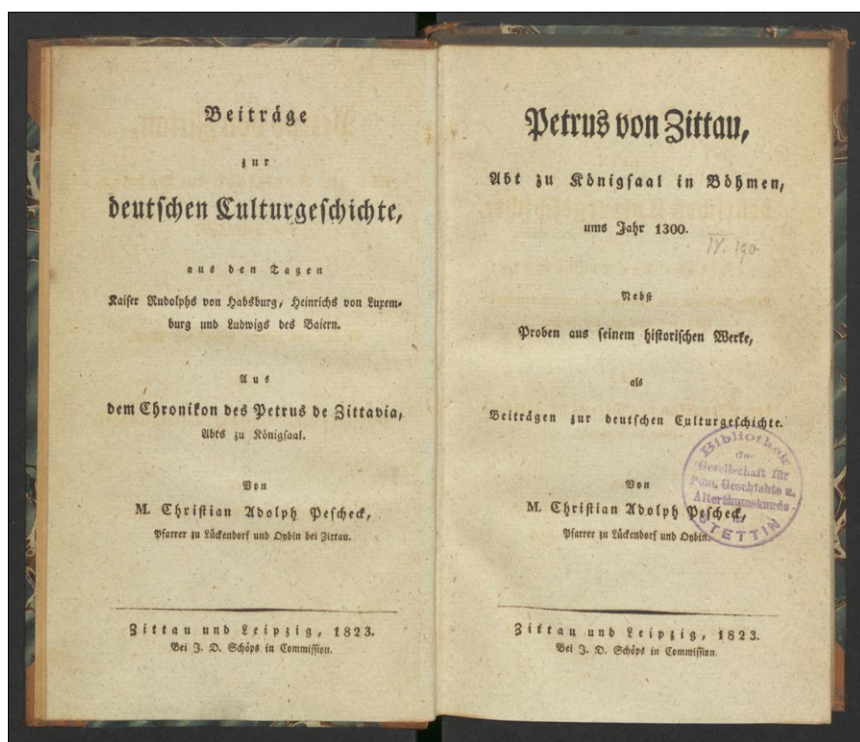 Beiträge
zur
deutschen Culturgeschichte,
aus den Tagen
Kaiser Rudolphs von Habsburg, Heinrichs von Luxem-
burg und Ludwigs des Baiern.
Aus
dem Chronikon des Petrus de Zittavia,
Abts zu Königsaal.
Von
M. Christian Adolph Pescheck,
Pfarrer zu Lückendorf und Oybin bei Zittau.
Zittau und Leipzig, 1823.
Bei J. D. Schöps in Commission.
Petrus von Zittau,
Abt zu Königsaal in Böhmen,
ums Jahr 1300.
IV. 190
Nebst
Proben aus seinem historischen Werke,
als
Beiträgen zur deutschen Culturgeschichte.
Von
M. Christian Adolph Pescheck,
Pfarrer zu Lückendorf und Oybin.
Bibliothek
der
Gesellschaft für
Pom. Geschichte u.
Alterthumskunde
STETTIN
Zittau und Leipzig, 1823.
Bei J. D. Schöps in Commission.